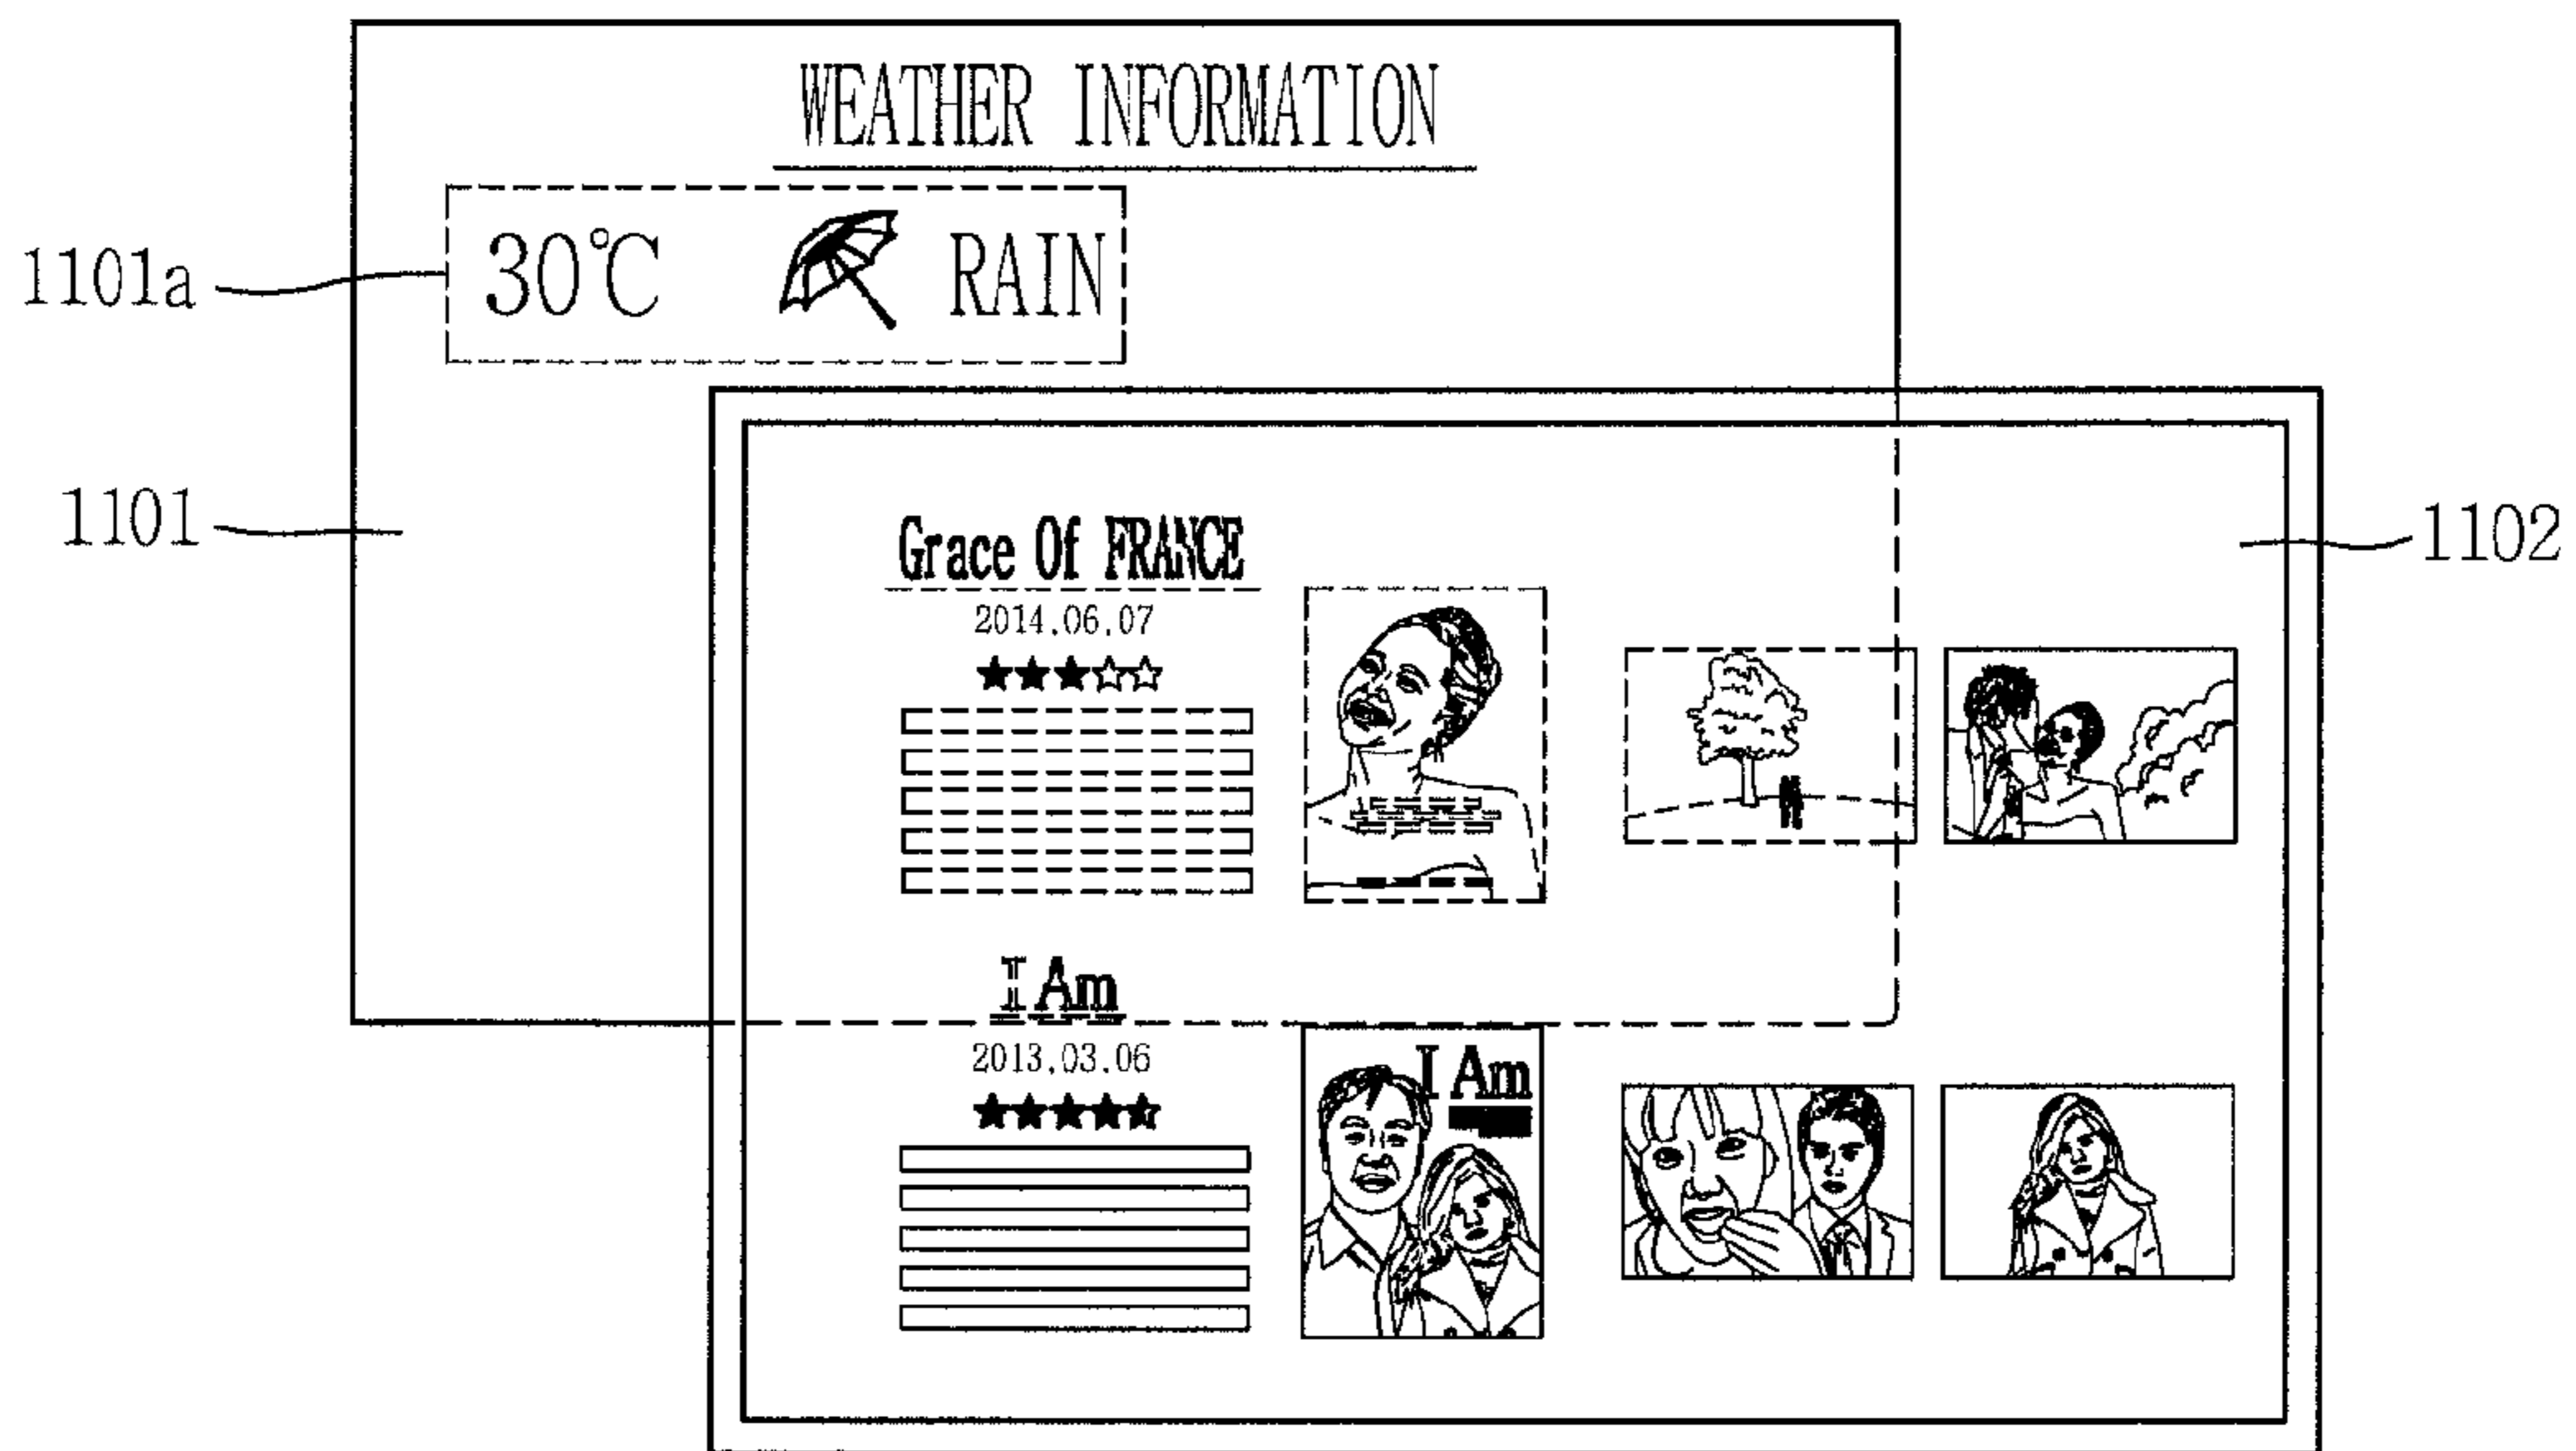 WEATHER INFORMATION
1101a
30℃ RAIN
1101
1102
Grace Of FRANCE
2014.06.07
I Am
2013.03.06
I Am